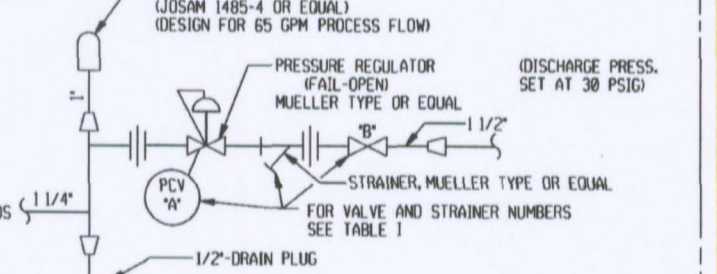 (JOSAM 1485-4 OR EQUAL)
(DESIGN FOR 65 GPM PROCESS FLOW)
PRESSURE REGULATOR
(FAIL-OPEN)
MUELLER TYPE OR EQUAL
(DISCHARGE PRESS.
SET AT 30 PSIG)
1"
"B"
1 1/2"
STRAINER, MUELLER TYPE OR EQUAL
PCV
"A"
OS
1 1/4"
FOR VALVE AND STRAINER NUMBERS
SEE TABLE 1
1/2"-DRAIN PLUG